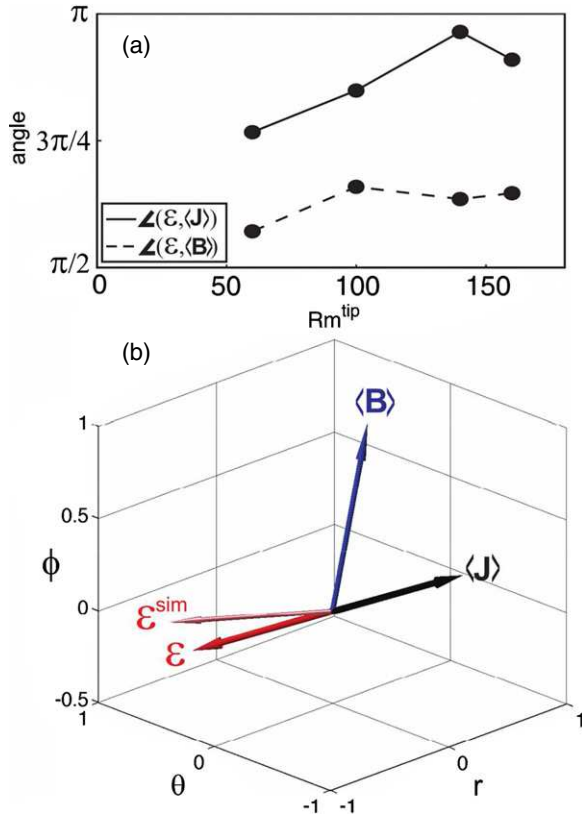 (a)
π
angle
3π/4
∠(ℰ,⟨J⟩)
∠(ℰ,⟨B⟩)
π/2
0 50 100 150
Rm^tip
(b)
⟨B⟩
1
0.5
ϕ
⟨J⟩
0
ℰ^sim
ℰ
-0.5
1 1
0 0
θ r
-1 -1